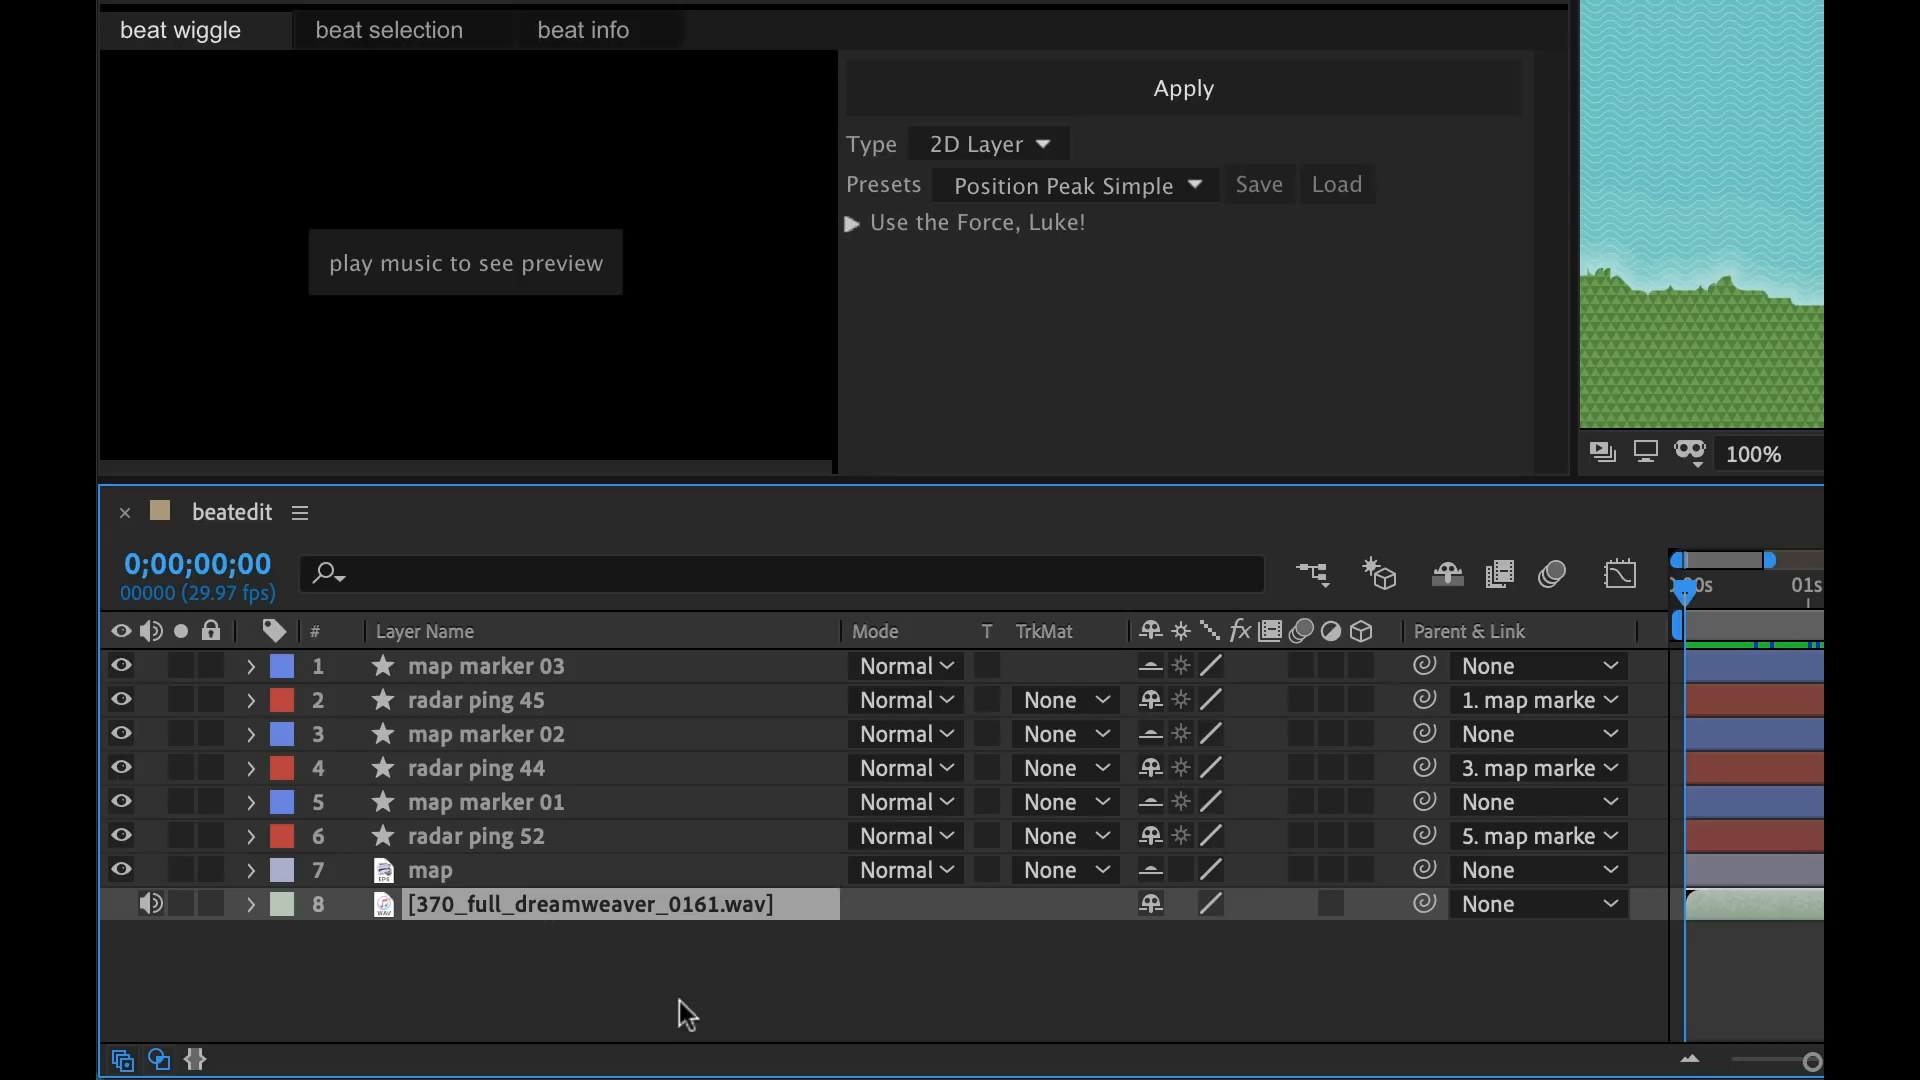 beat wiggle beat selection beat info
Apply
Type 2D Layer
Presets Position Peak Simple Save Load
Use the Force, Luke!
play music to see preview
100%
× beatedit
0;00;00;00
00000 (29.97 fps)
01s
# Layer Name Mode T TrkMat fx Parent & Link
1 map marker 03 Normal None
2 radar ping 45 Normal None 1. map marke
3 map marker 02 Normal None None
4 radar ping 44 Normal None 3. map marke
5 map marker 01 Normal None None
6 radar ping 52 Normal None 5. map marke
7 map Normal None None
8 [370_full_dreamweaver_0161.wav] None